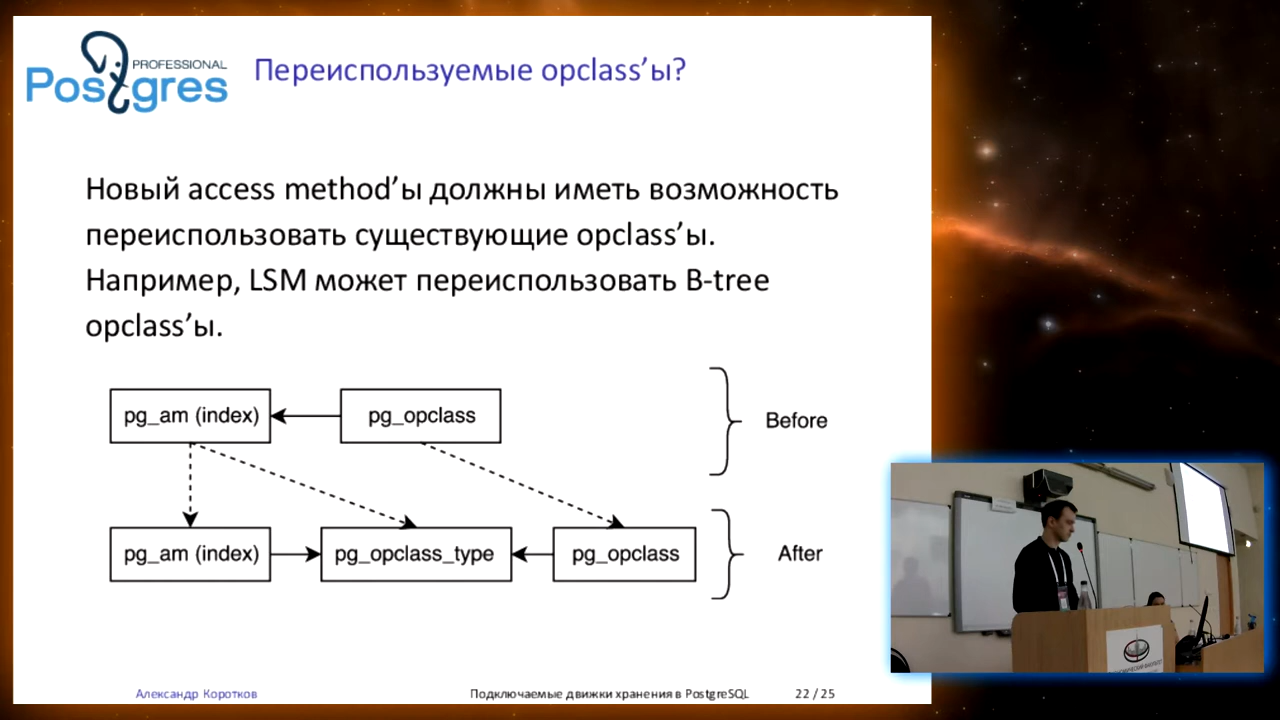 PROFESSIONAL
Postgres
Переиспользуемые opclass’ы?
Новый access method’ы должны иметь возможность
переиспользовать существующие opclass’ы.
Например, LSM может переиспользовать B-tree
opclass’ы.
pg_am (index)
pg_opclass
Before
pg_am (index)
pg_opclass_type
pg_opclass
After
Александр Коротков
Подключаемые движки хранения в PostgreSQL
22 / 25